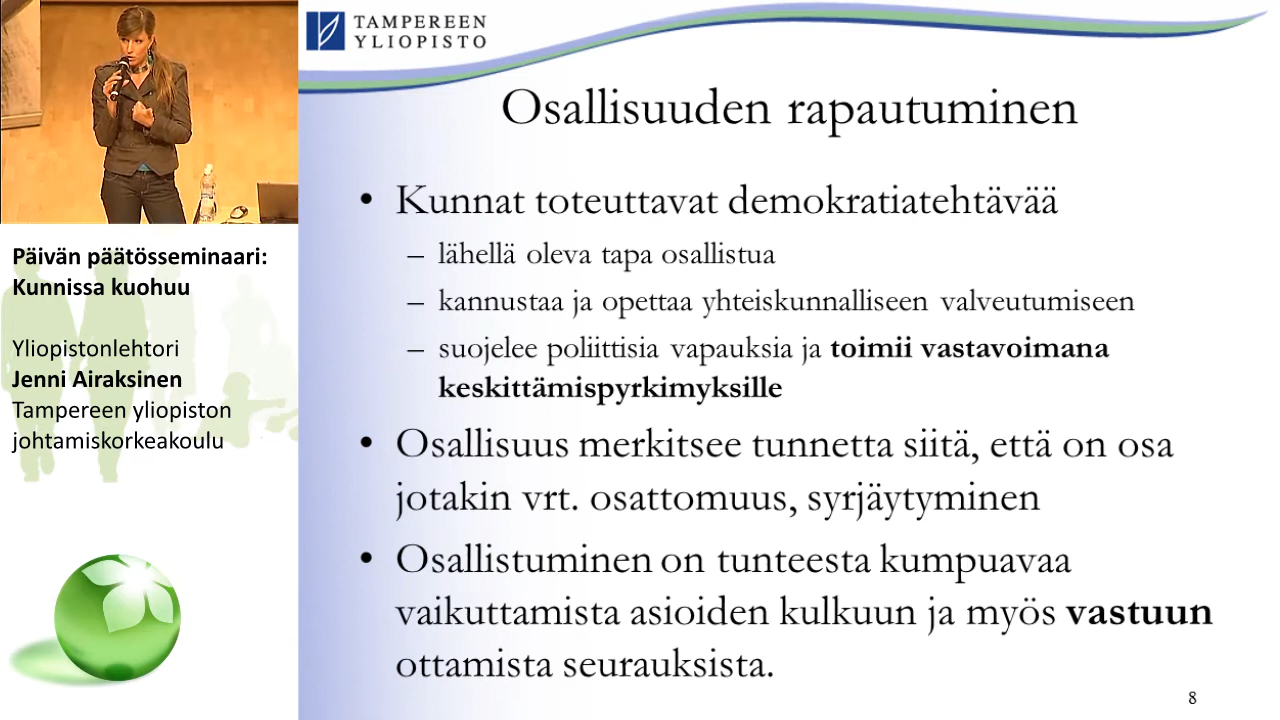 Päivän päätösseminaari:
Kunnissa kuohuu
Yliopistonlehtori
Jenni Airaksinen
Tampereen yliopiston
johtamiskorkeakoulu
TAMPEREEN
YLIOPISTO
Osallisuuden rapautuminen
• Kunnat toteuttavat demokratiatehtävää
– lähellä oleva tapa osallistua
– kannustaa ja opettaa yhteiskunnalliseen valveutumiseen
– suojelee poliittisia vapauksia ja toimii vastavoimana
keskittämispyrkimyksille
• Osallisuus merkitsee tunnetta siitä, että on osa
jotakin vrt. osattomuus, syrjäytyminen
• Osallistuminen on tunteesta kumpuavaa
vaikuttamista asioiden kulkuun ja myös vastuun
ottamista seurauksista.
8